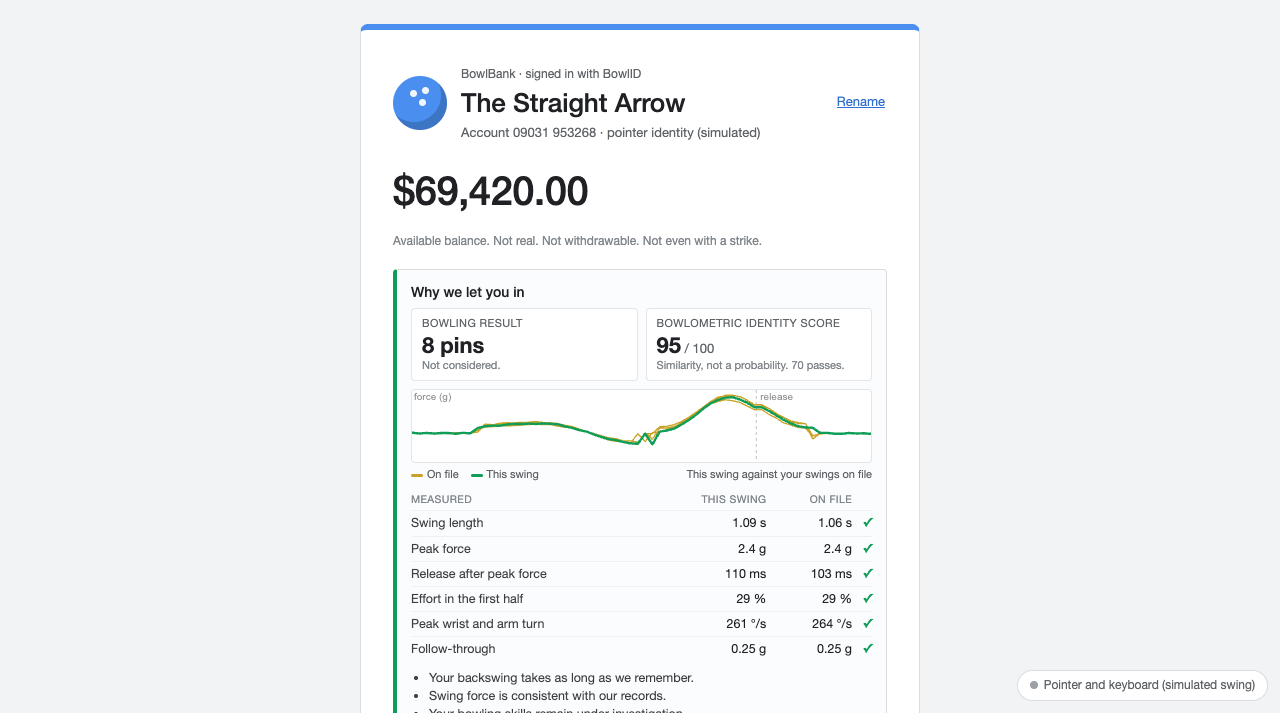 BowlBank · signed in with BowlID
The Straight Arrow
Rename
Account 09031 953268 · pointer identity (simulated)
$69,420.00
Available balance. Not real. Not withdrawable. Not even with a strike.
Why we let you in
BOWLING RESULT
8 pins
Not considered.
BOWLOMETRIC IDENTITY SCORE
95 / 100
Similarity, not a probability. 70 passes.
force (g)
release
On file
This swing
This swing against your swings on file
MEASURED THIS SWING ON FILE
Swing length 1.09 s 1.06 s ✓
Peak force 2.4 g 2.4 g ✓
Release after peak force 110 ms 103 ms ✓
Effort in the first half 29 % 29 % ✓
Peak wrist and arm turn 261 °/s 264 °/s ✓
Follow-through 0.25 g 0.25 g ✓
• Your backswing takes as long as we remember.
• Swing force is consistent with our records.
• Your bowling skills remain under investigation.
Pointer and keyboard (simulated swing)